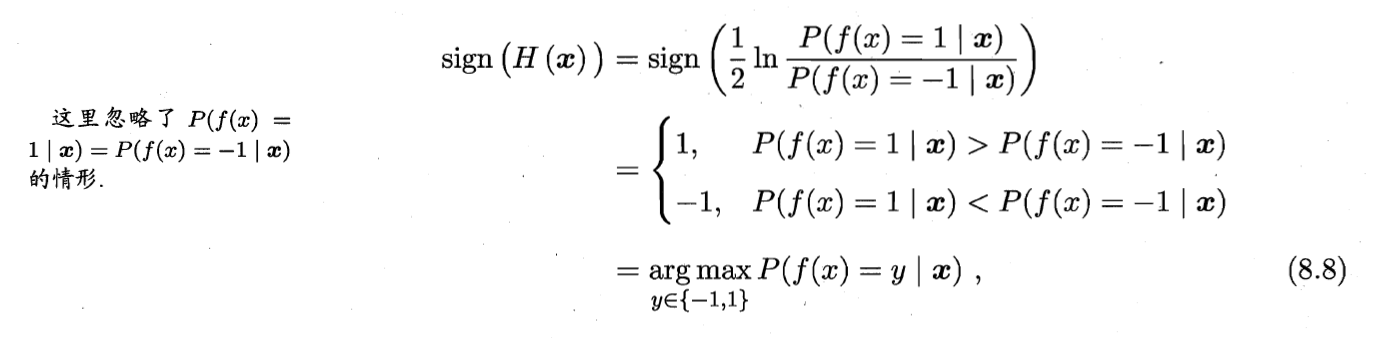 sign (H (x)) = sign (1/2 ln P(f(x) = 1 | x) / P(f(x) = −1 | x))
这里忽略了 P(f(x) =
1 | x) = P(f(x) = −1 | x)
的情形.
= { 1, P(f(x) = 1 | x) > P(f(x) = −1 | x)
−1, P(f(x) = 1 | x) < P(f(x) = −1 | x)
= arg max P(f(x) = y | x) , (8.8)
y∈{−1,1}